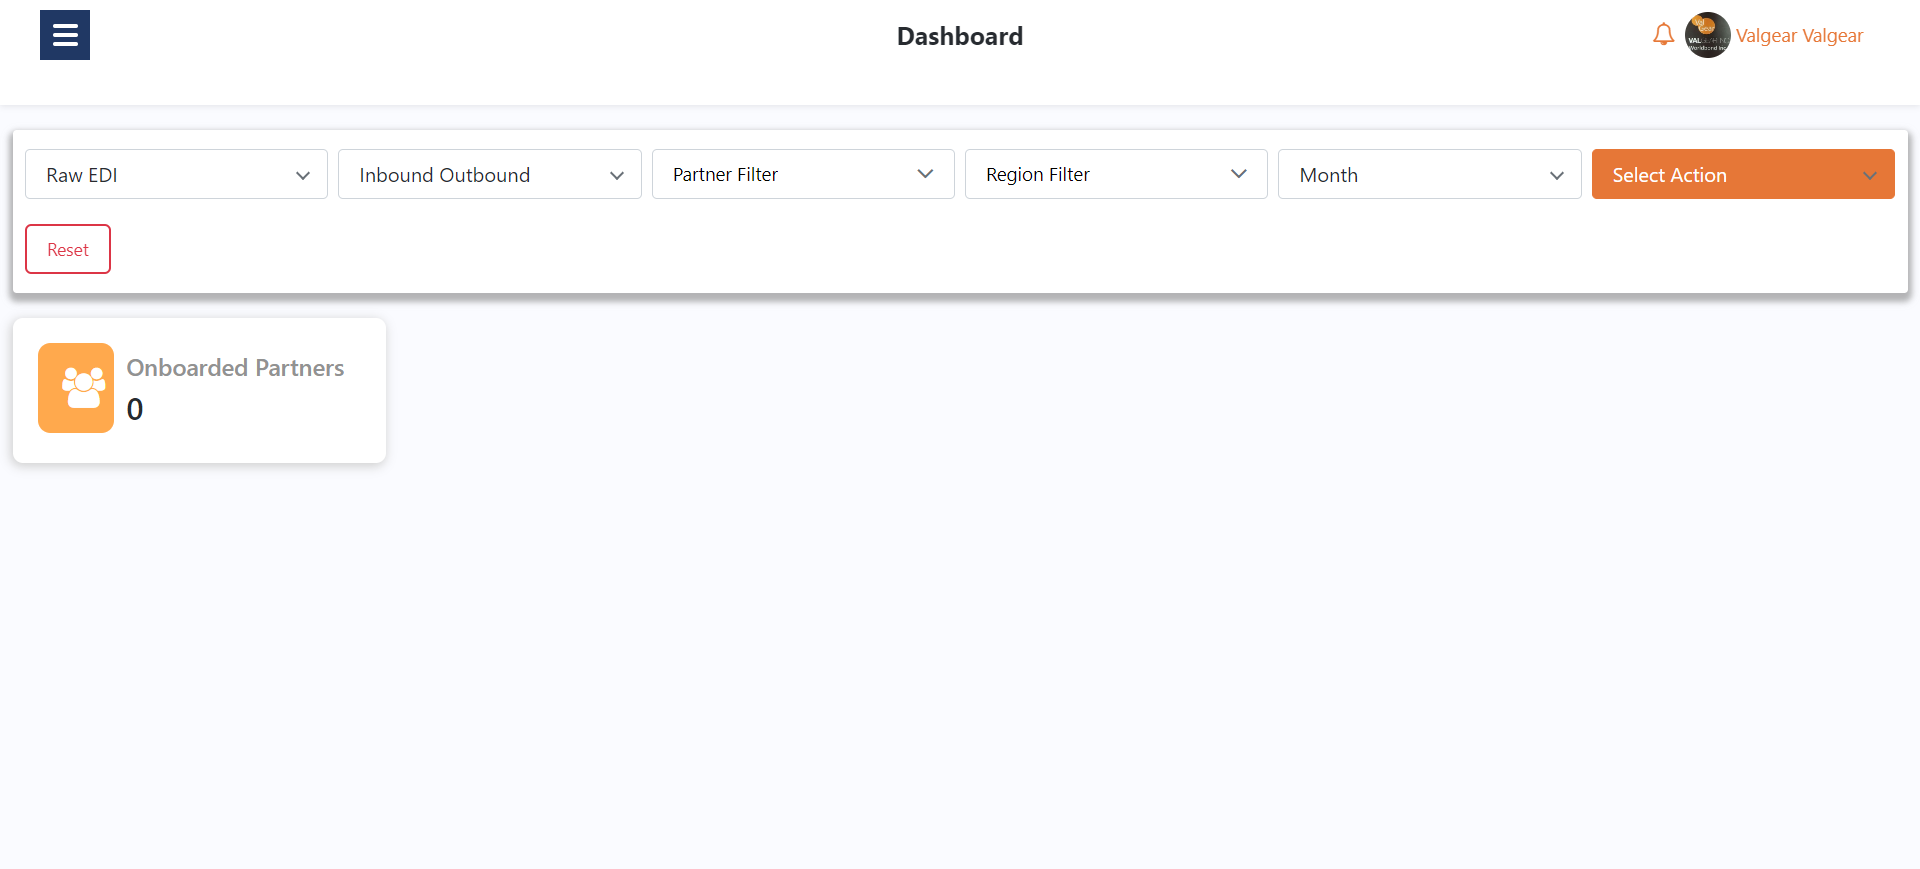 Dashboard
Valgear Valgear
Raw EDI
Inbound Outbound
Partner Filter
Region Filter
Month
Select Action
Reset
Onboarded Partners
0